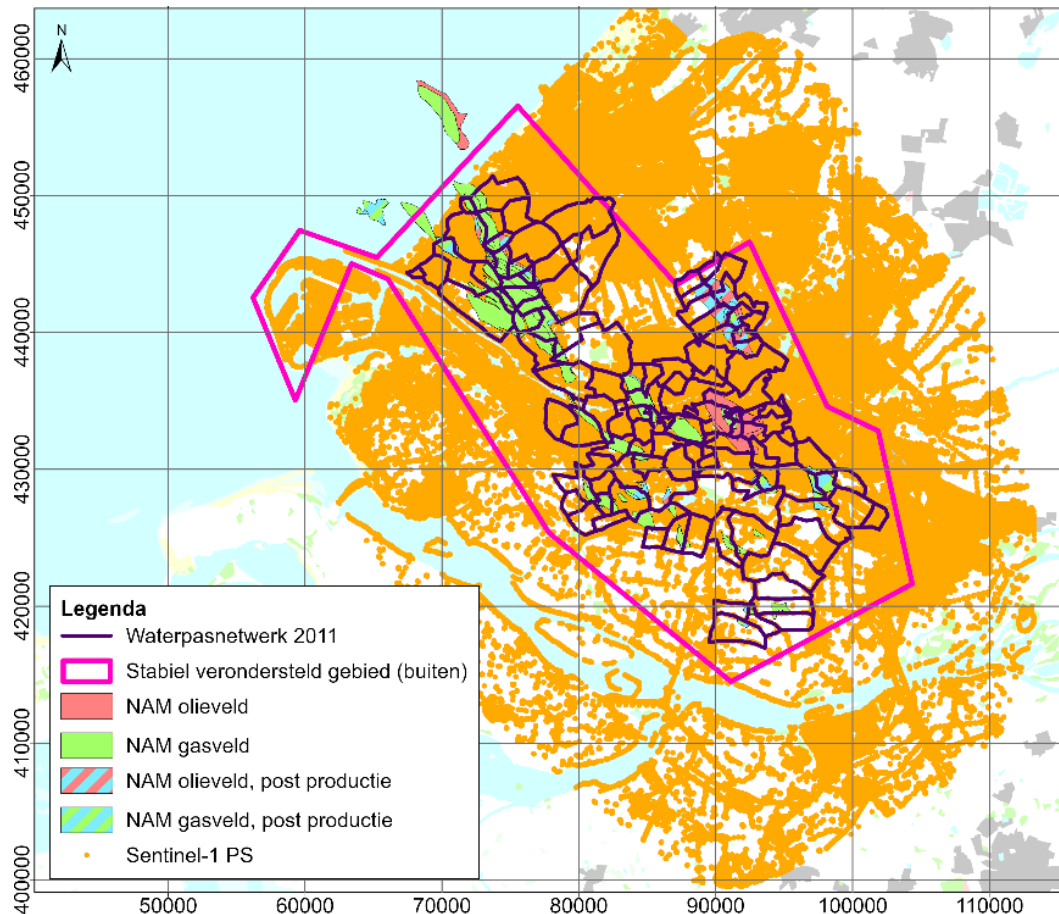 N
460000
450000
440000
430000
420000
410000
400000
Legenda
Waterpasnetwerk 2011
Stabiel verondersteld gebied (buiten)
NAM olieveld
NAM gasveld
NAM olieveld, post productie
NAM gasveld, post productie
Sentinel-1 PS
50000 60000 70000 80000 90000 100000 110000